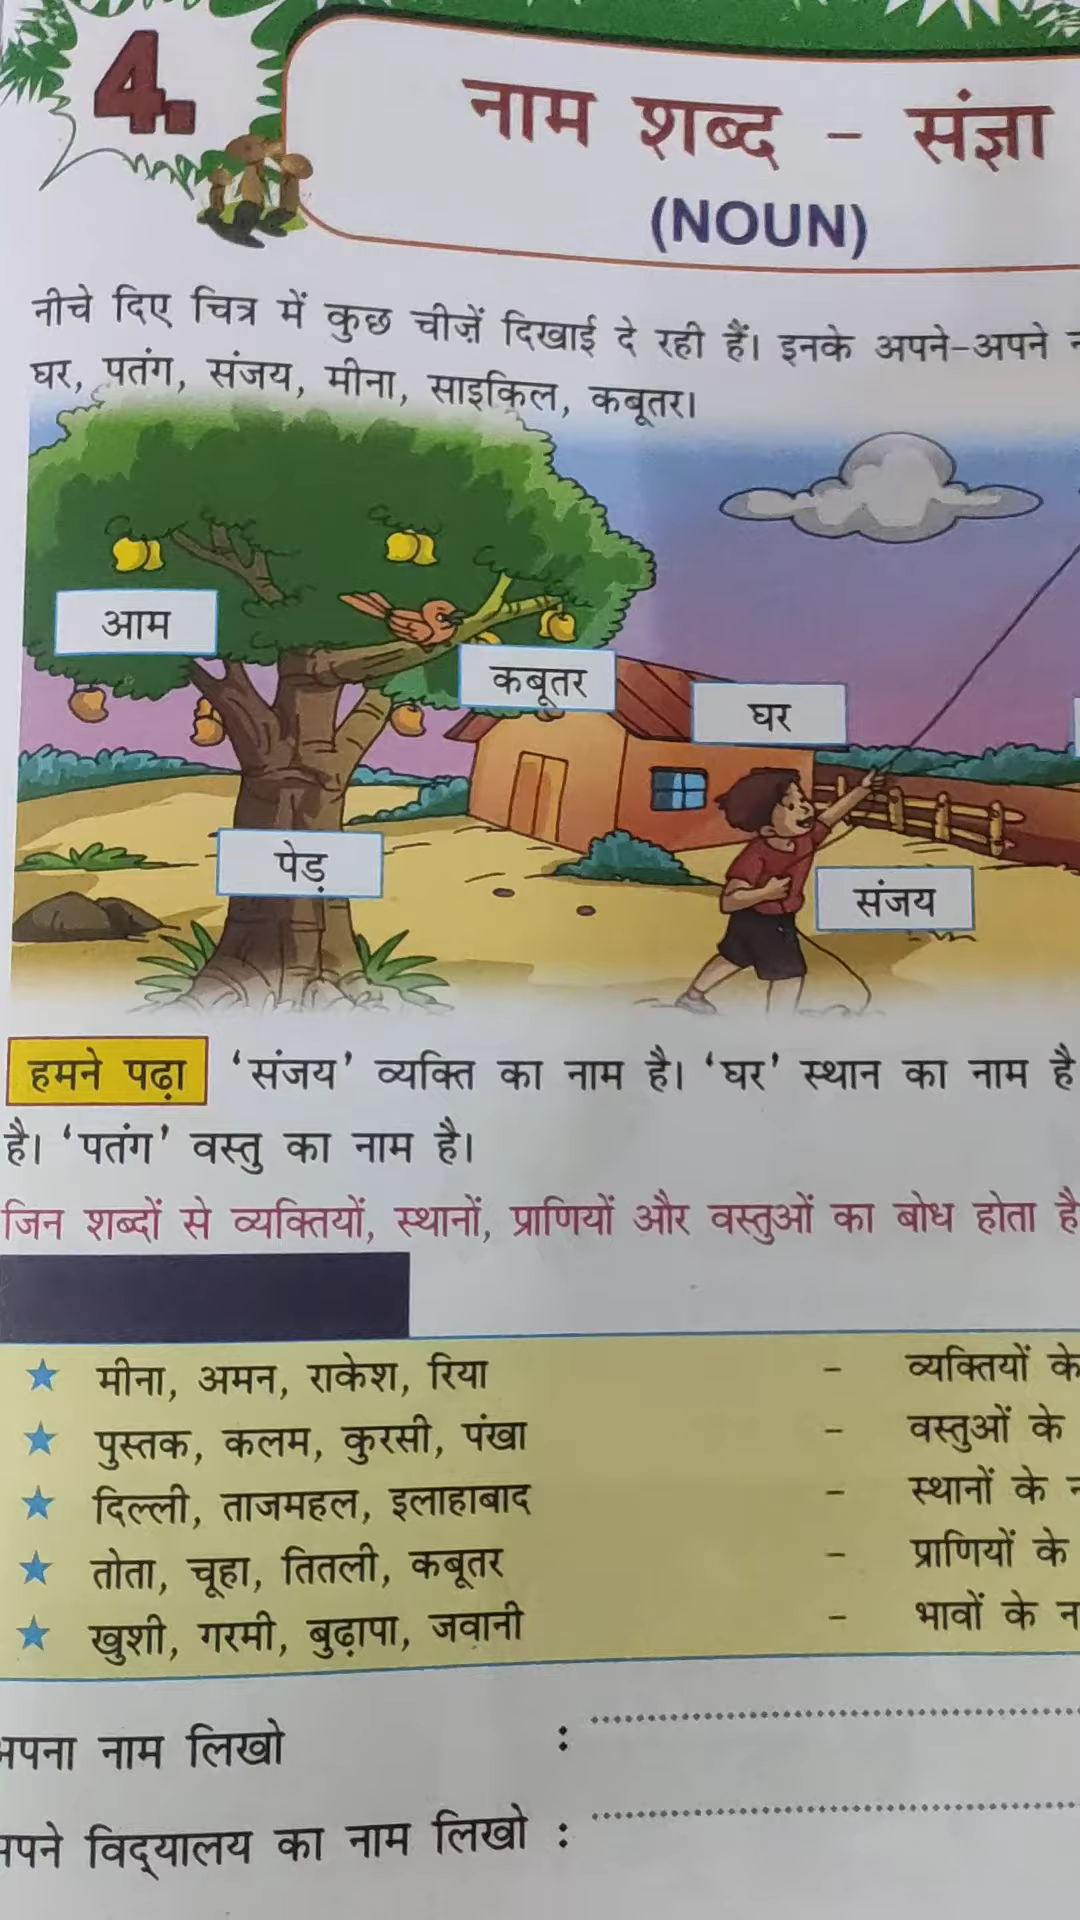 4.
नाम शब्द - संज्ञा
(NOUN)
नीचे दिए चित्र में कुछ चीज़ें दिखाई दे रही हैं। इनके अपने-अपने
घर, पतंग, संजय, मीना, साइकिल, कबूतर।
आम
कबूतर
घर
पेड़
संजय
हमने पढ़ा 'संजय' व्यक्ति का नाम है। 'घर' स्थान का नाम है
है। 'पतंग' वस्तु का नाम है।
जिन शब्दों से व्यक्तियों, स्थानों, प्राणियों और वस्तुओं का बोध होता है
★ मीना, अमन, राकेश, रिया - व्यक्तियों के
★ पुस्तक, कलम, कुरसी, पंखा - वस्तुओं के
★ दिल्ली, ताजमहल, इलाहाबाद - स्थानों के
★ तोता, चूहा, तितली, कबूतर - प्राणियों के
★ खुशी, गरमी, बुढ़ापा, जवानी - भावों के
अपना नाम लिखो :
अपने विद्यालय का नाम लिखो :